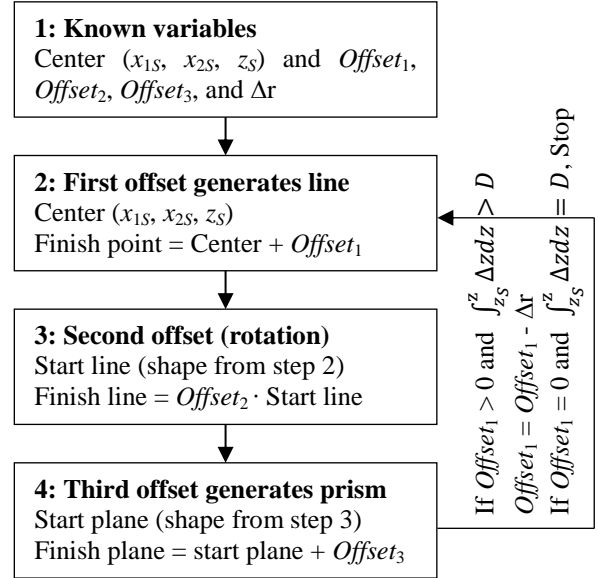 1: Known variables
Center (x₁S, x₂S, zS) and Offset₁,
Offset₂, Offset₃, and Δr
2: First offset generates line
Center (x₁S, x₂S, zS)
Finish point = Center + Offset₁
3: Second offset (rotation)
Start line (shape from step 2)
Finish line = Offset₂ · Start line
4: Third offset generates prism
Start plane (shape from step 3)
Finish plane = start plane + Offset₃
If Offset₁ > 0 and ∫_{zS}^{z} Δzdz > D
Offset₁ = Offset₁ - Δr
If Offset₁ = 0 and ∫_{zS}^{z} Δzdz = D, Stop